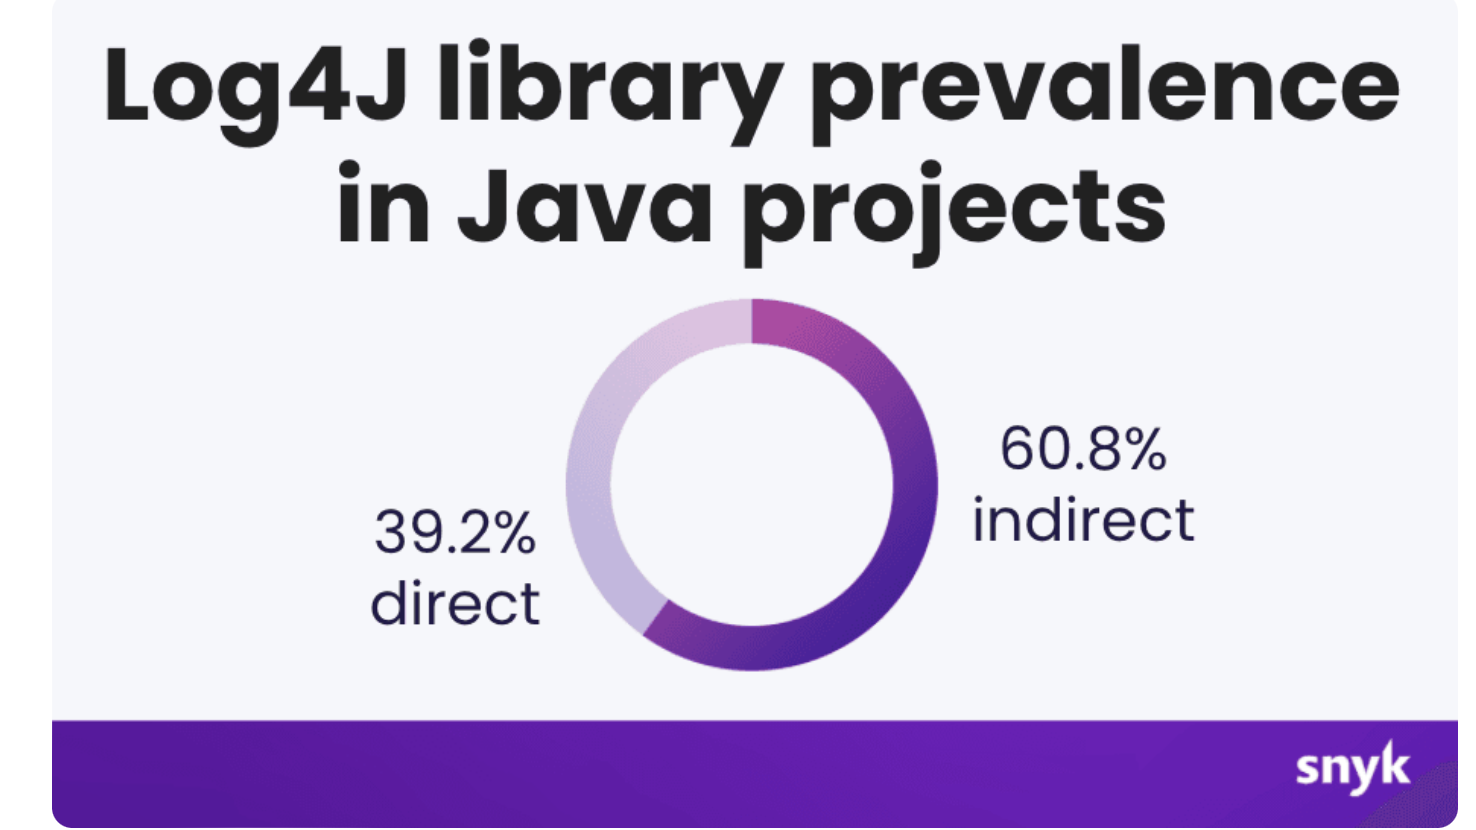 Log4J library prevalence
in Java projects
60.8%
indirect
39.2%
direct
snyk